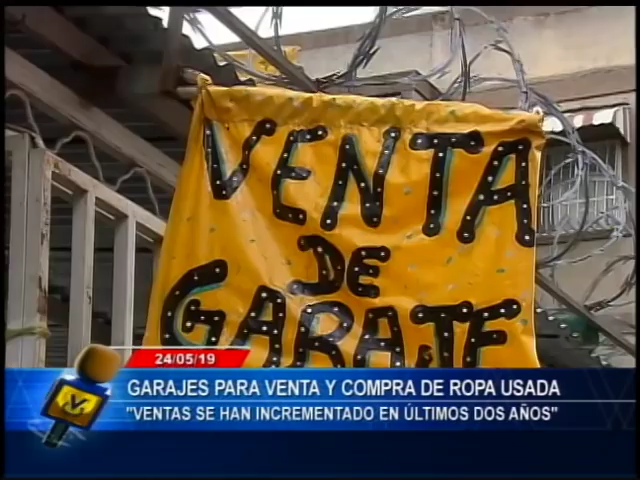 VENTA
DE
GARAJE
24/05/19
GARAJES PARA VENTA Y COMPRA DE ROPA USADA
"VENTAS SE HAN INCREMENTADO EN ÚLTIMOS DOS AÑOS"
V